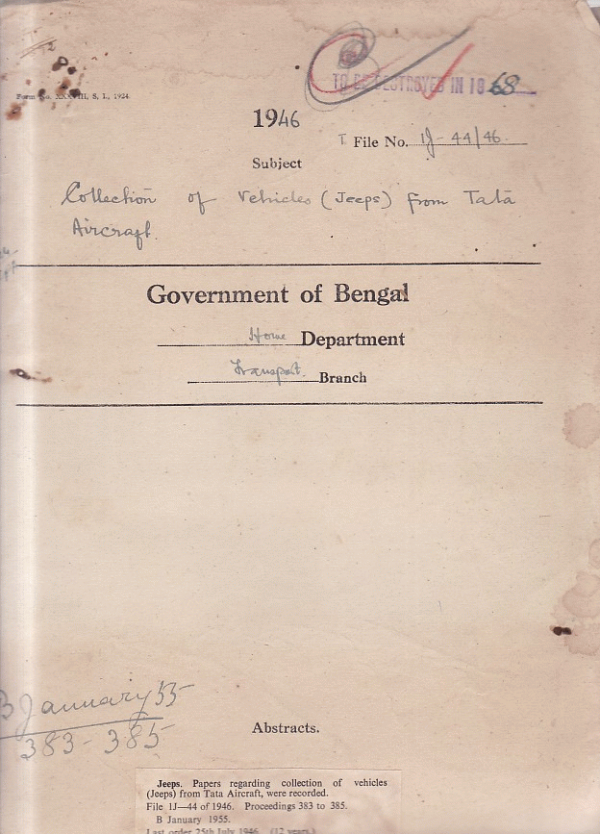 Form No. XXXVIII, S. I., 1924
TO BE DESTROYED IN 1968
1946
I File No. 1J-44/46.
Subject
Collection of Vehicles (Jeeps) from Tata
Aircraft.
Government of Bengal
Home Department
Transport. Branch
B January 55
383-385
Abstracts.
Jeeps. Papers regarding collection of vehicles
(Jeeps) from Tata Aircraft, were recorded.
File 1J—44 of 1946. Proceedings 383 to 385.
B January 1955.
Last order 25th July 1946. (12 years.)